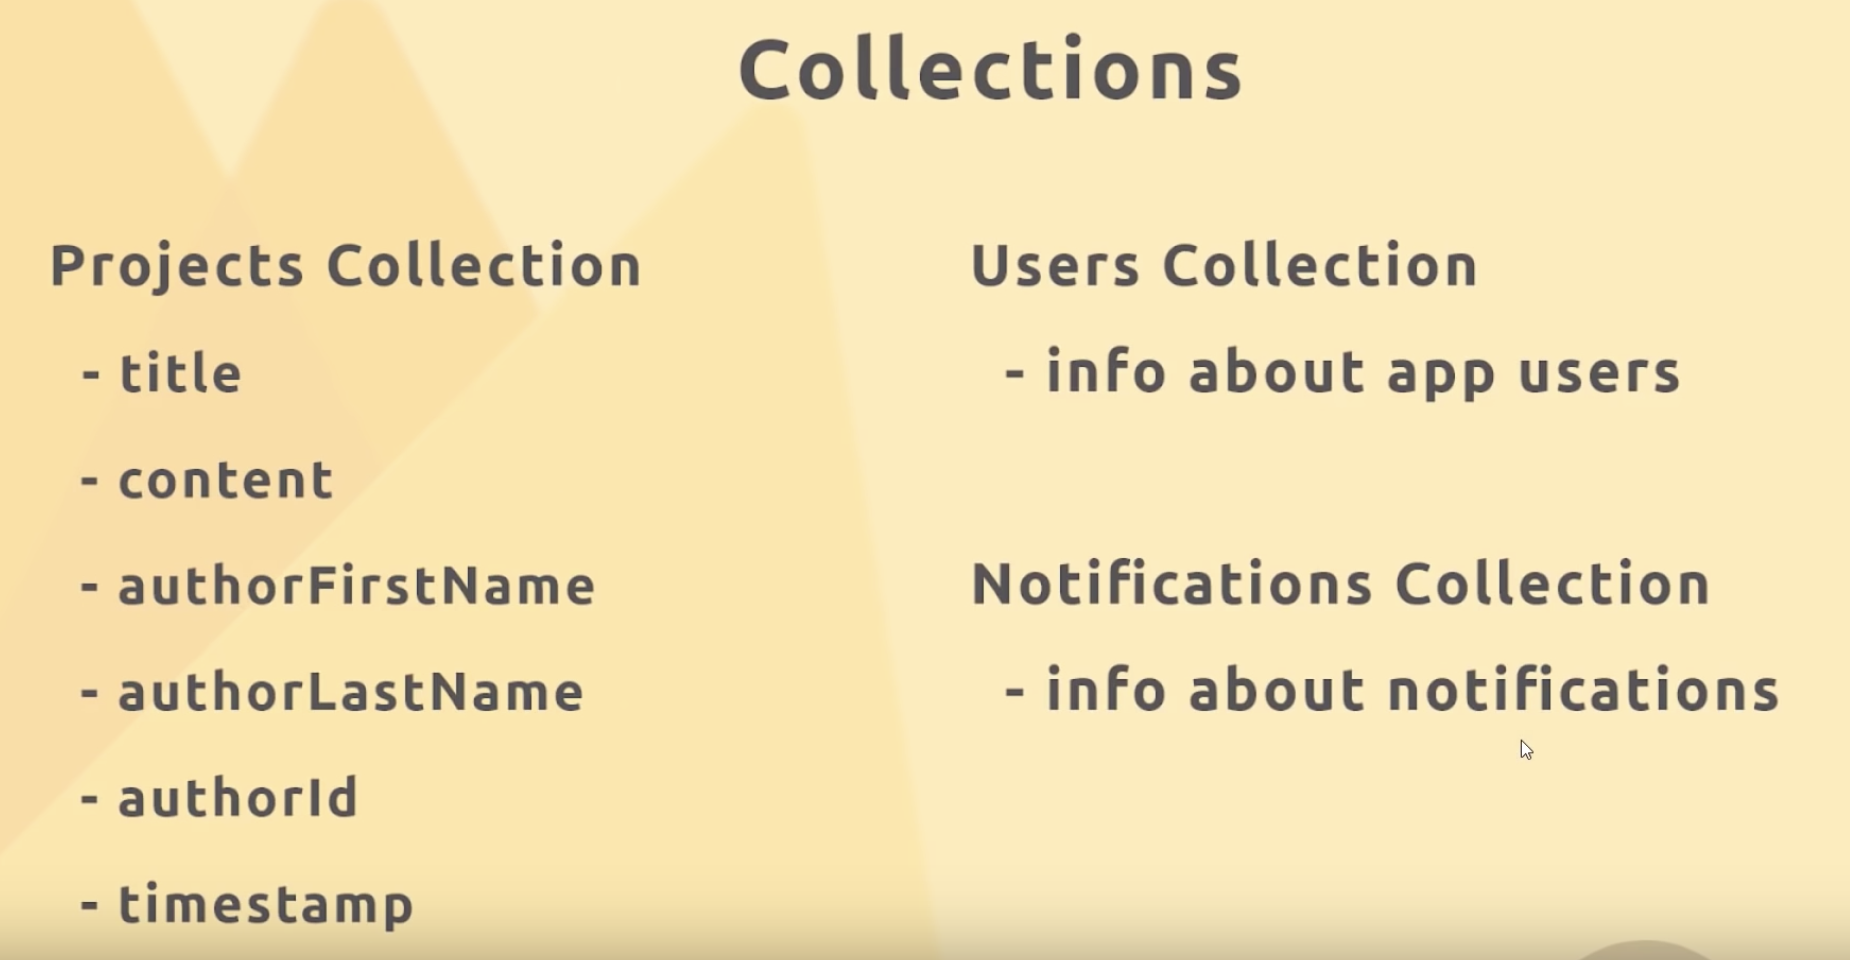 Collections
Projects Collection
- title
- content
- authorFirstName
- authorLastName
- authorId
- timestamp
Users Collection
- info about app users
Notifications Collection
- info about notifications